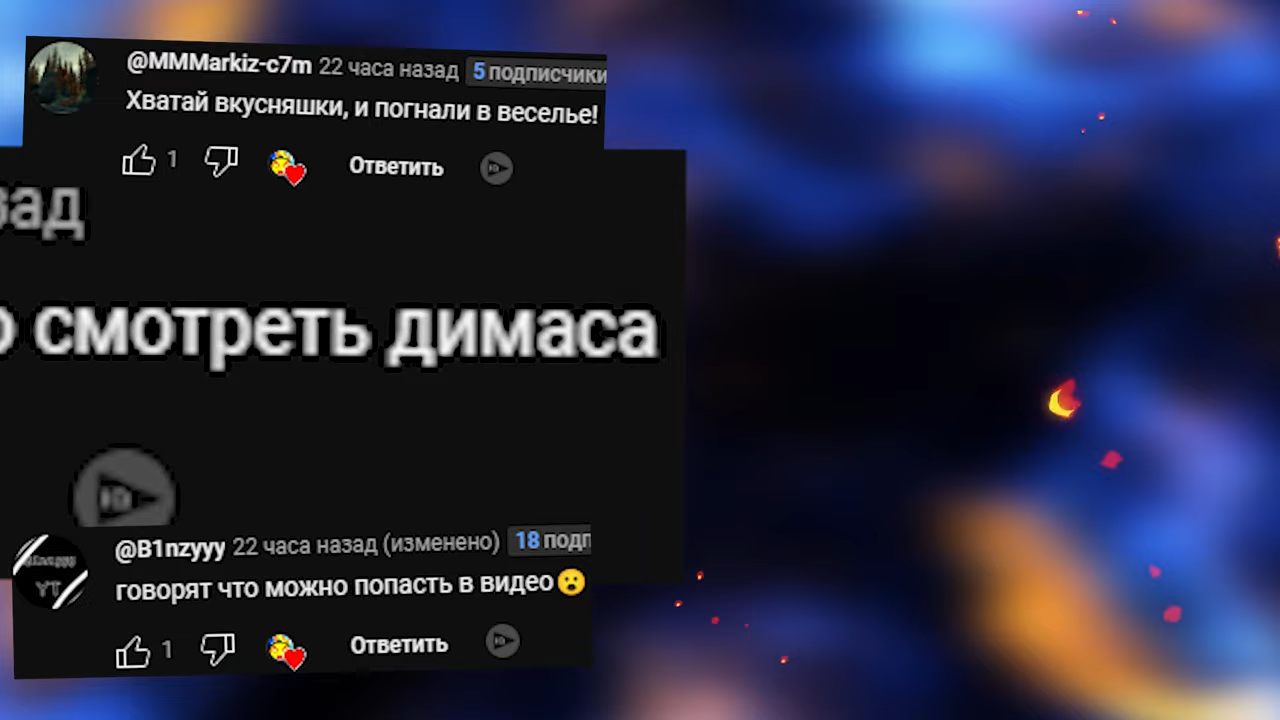 @MMMarkiz-c7m 22 часа назад 5 подписчики
Хватай вкусняшки, и погнали в веселье!
1 Ответить
зад
о смотреть димаса
@B1nzyyy 22 часа назад (изменено) 18 подп
говорят что можно попасть в видео😮
1 Ответить